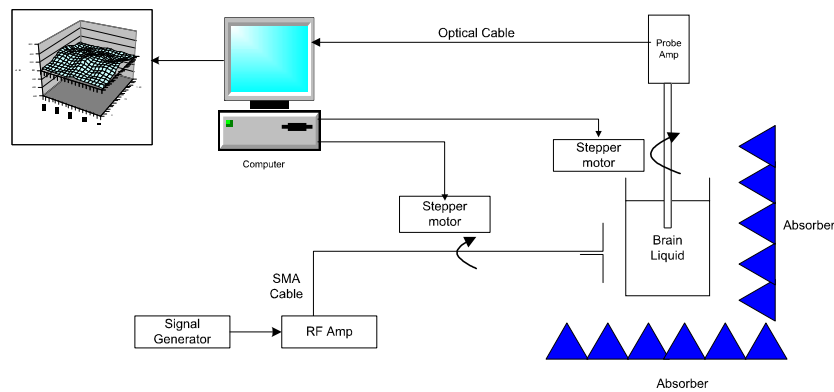 Optical Cable
Probe
Amp
Computer
Stepper
motor
Stepper
motor
Brain
Liquid
Absorber
SMA
Cable
Signal
Generator
RF Amp
Absorber